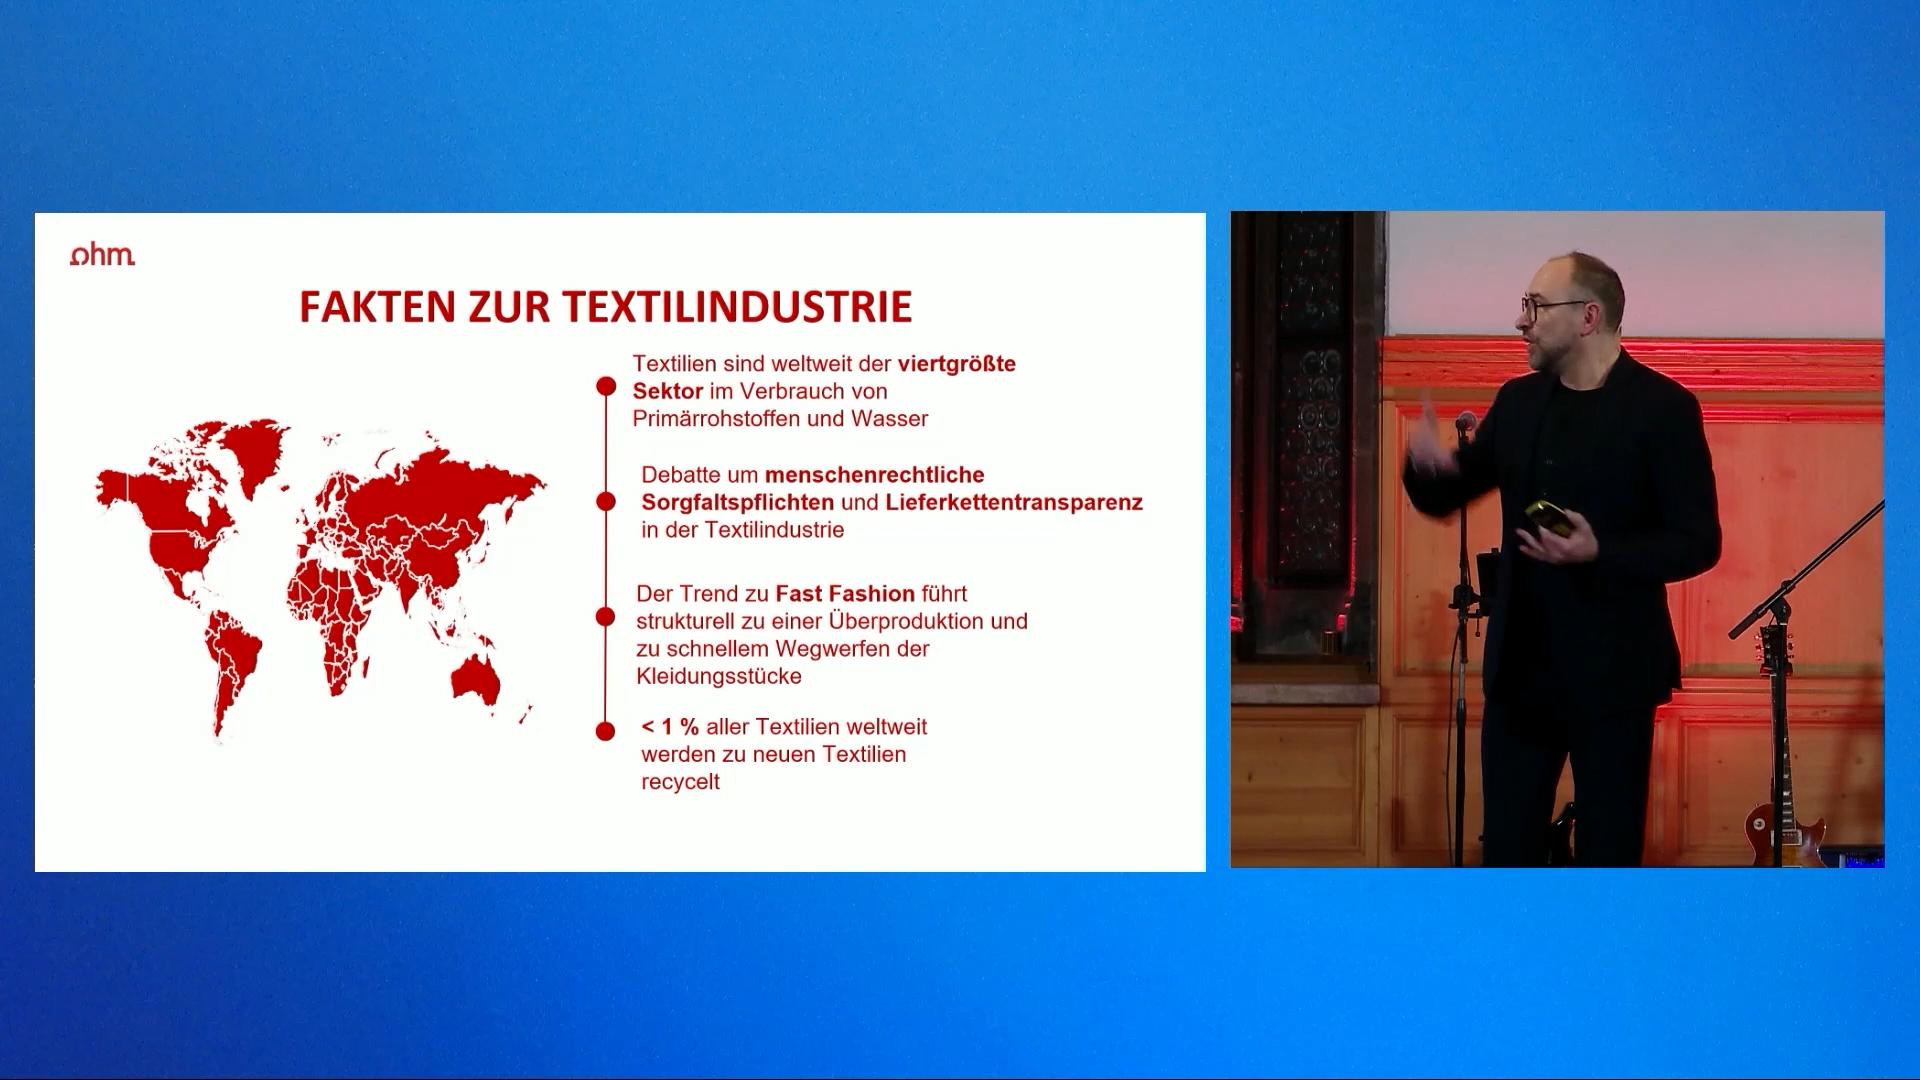 ohm
FAKTEN ZUR TEXTILINDUSTRIE
Textilien sind weltweit der viertgrößte
Sektor im Verbrauch von
Primärrohstoffen und Wasser
Debatte um menschenrechtliche
Sorgfaltspflichten und Lieferkettentransparenz
in der Textilindustrie
Der Trend zu Fast Fashion führt
strukturell zu einer Überproduktion und
zu schnellem Wegwerfen der
Kleidungsstücke
< 1 % aller Textilien weltweit
werden zu neuen Textilien
recycelt